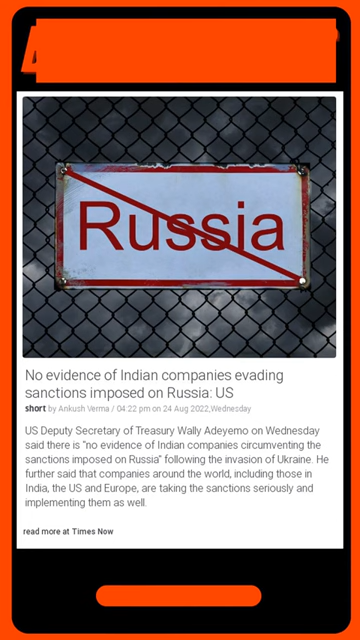 Russia
No evidence of Indian companies evading
sanctions imposed on Russia: US
short by Ankush Verma / 04:22 pm on 24 Aug 2022,Wednesday
US Deputy Secretary of Treasury Wally Adeyemo on Wednesday
said there is "no evidence of Indian companies circumventing the
sanctions imposed on Russia" following the invasion of Ukraine. He
further said that companies around the world, including those in
India, the US and Europe, are taking the sanctions seriously and
implementing them as well.
read more at Times Now